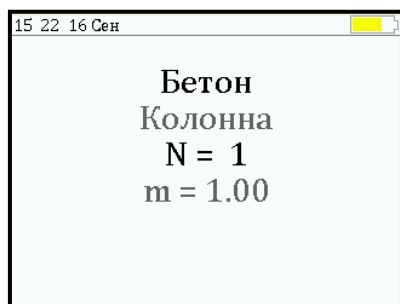 15 22 16 Сен
Бетон
Колонна
N = 1
m = 1.00